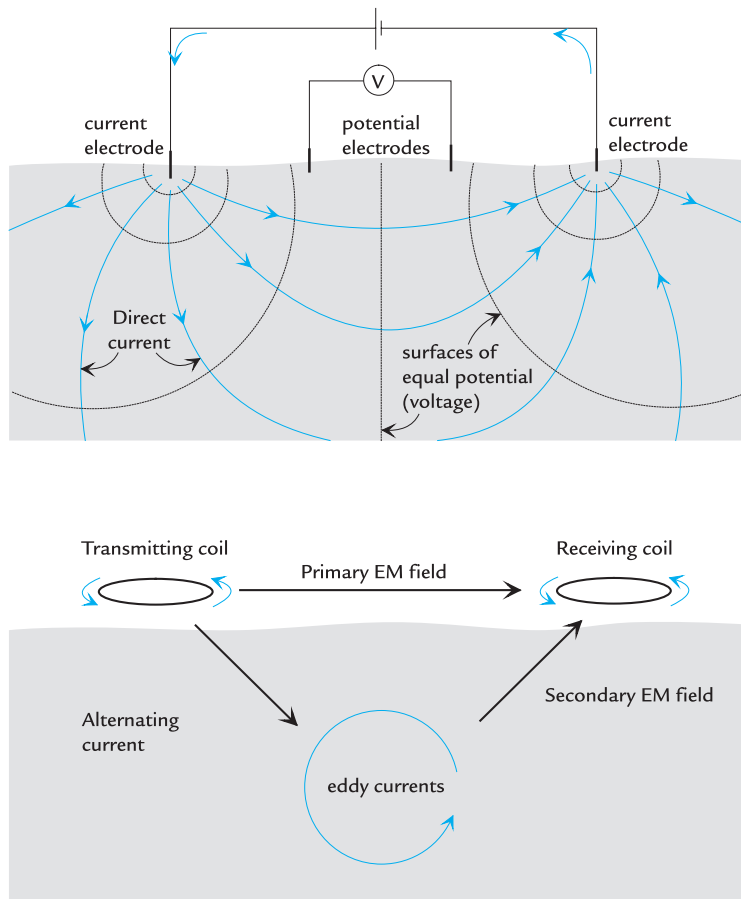 V
current
electrode
potential
electrodes
current
electrode
Direct
current
surfaces of
equal potential
(voltage)
Transmitting coil
Primary EM field
Receiving coil
Alternating
current
Secondary EM field
eddy currents